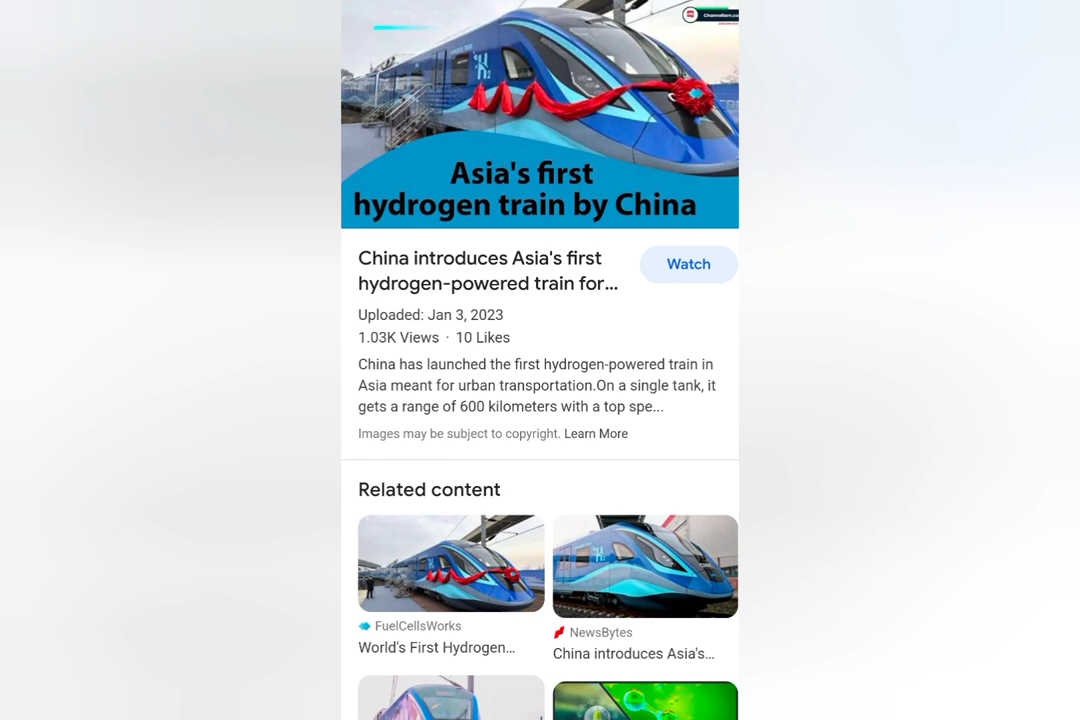 Channeliam.co
Asia's first
hydrogen train by China
China introduces Asia's first
hydrogen-powered train for...
Watch
Uploaded: Jan 3, 2023
1.03K Views · 10 Likes
China has launched the first hydrogen-powered train in
Asia meant for urban transportation.On a single tank, it
gets a range of 600 kilometers with a top spe...
Images may be subject to copyright. Learn More
Related content
FuelCellsWorks
World's First Hydrogen...
NewsBytes
China introduces Asia's...